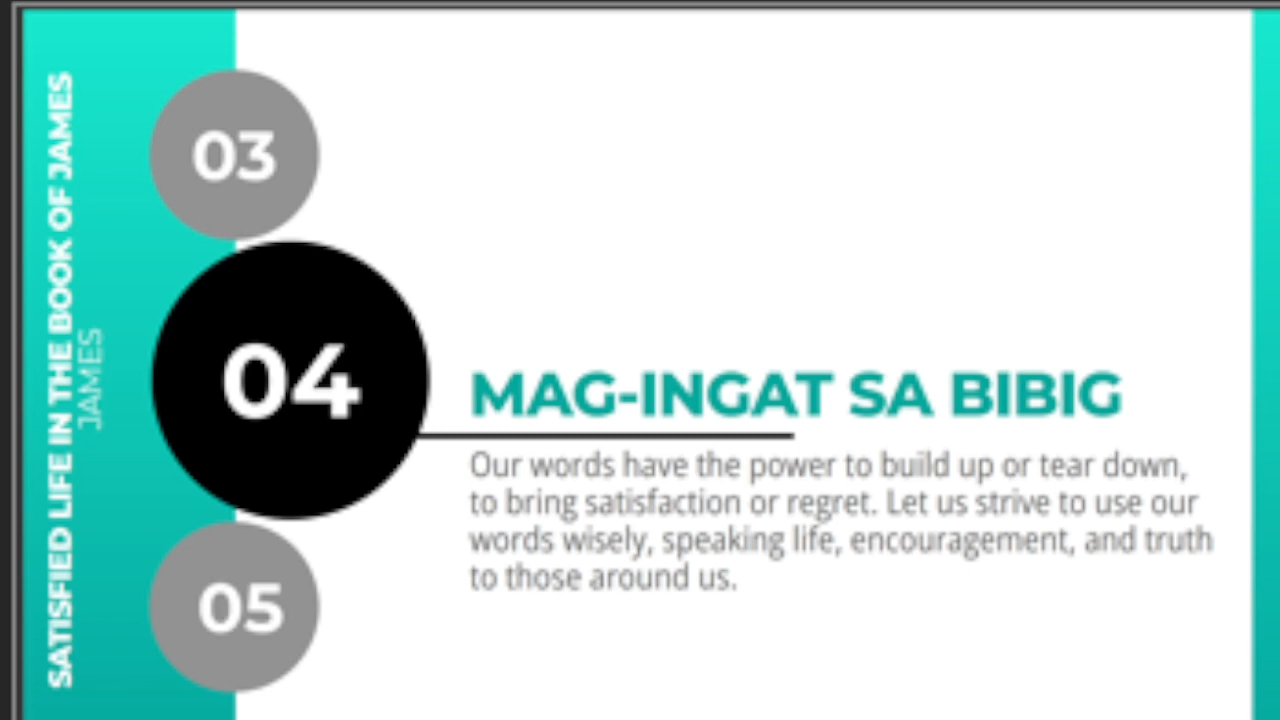 SATISFIED LIFE IN THE BOOK OF JAMES
JAMES
03
04
05
MAG-INGAT SA BIBIG
Our words have the power to build up or tear down,
to bring satisfaction or regret. Let us strive to use our
words wisely, speaking life, encouragement, and truth
to those around us.